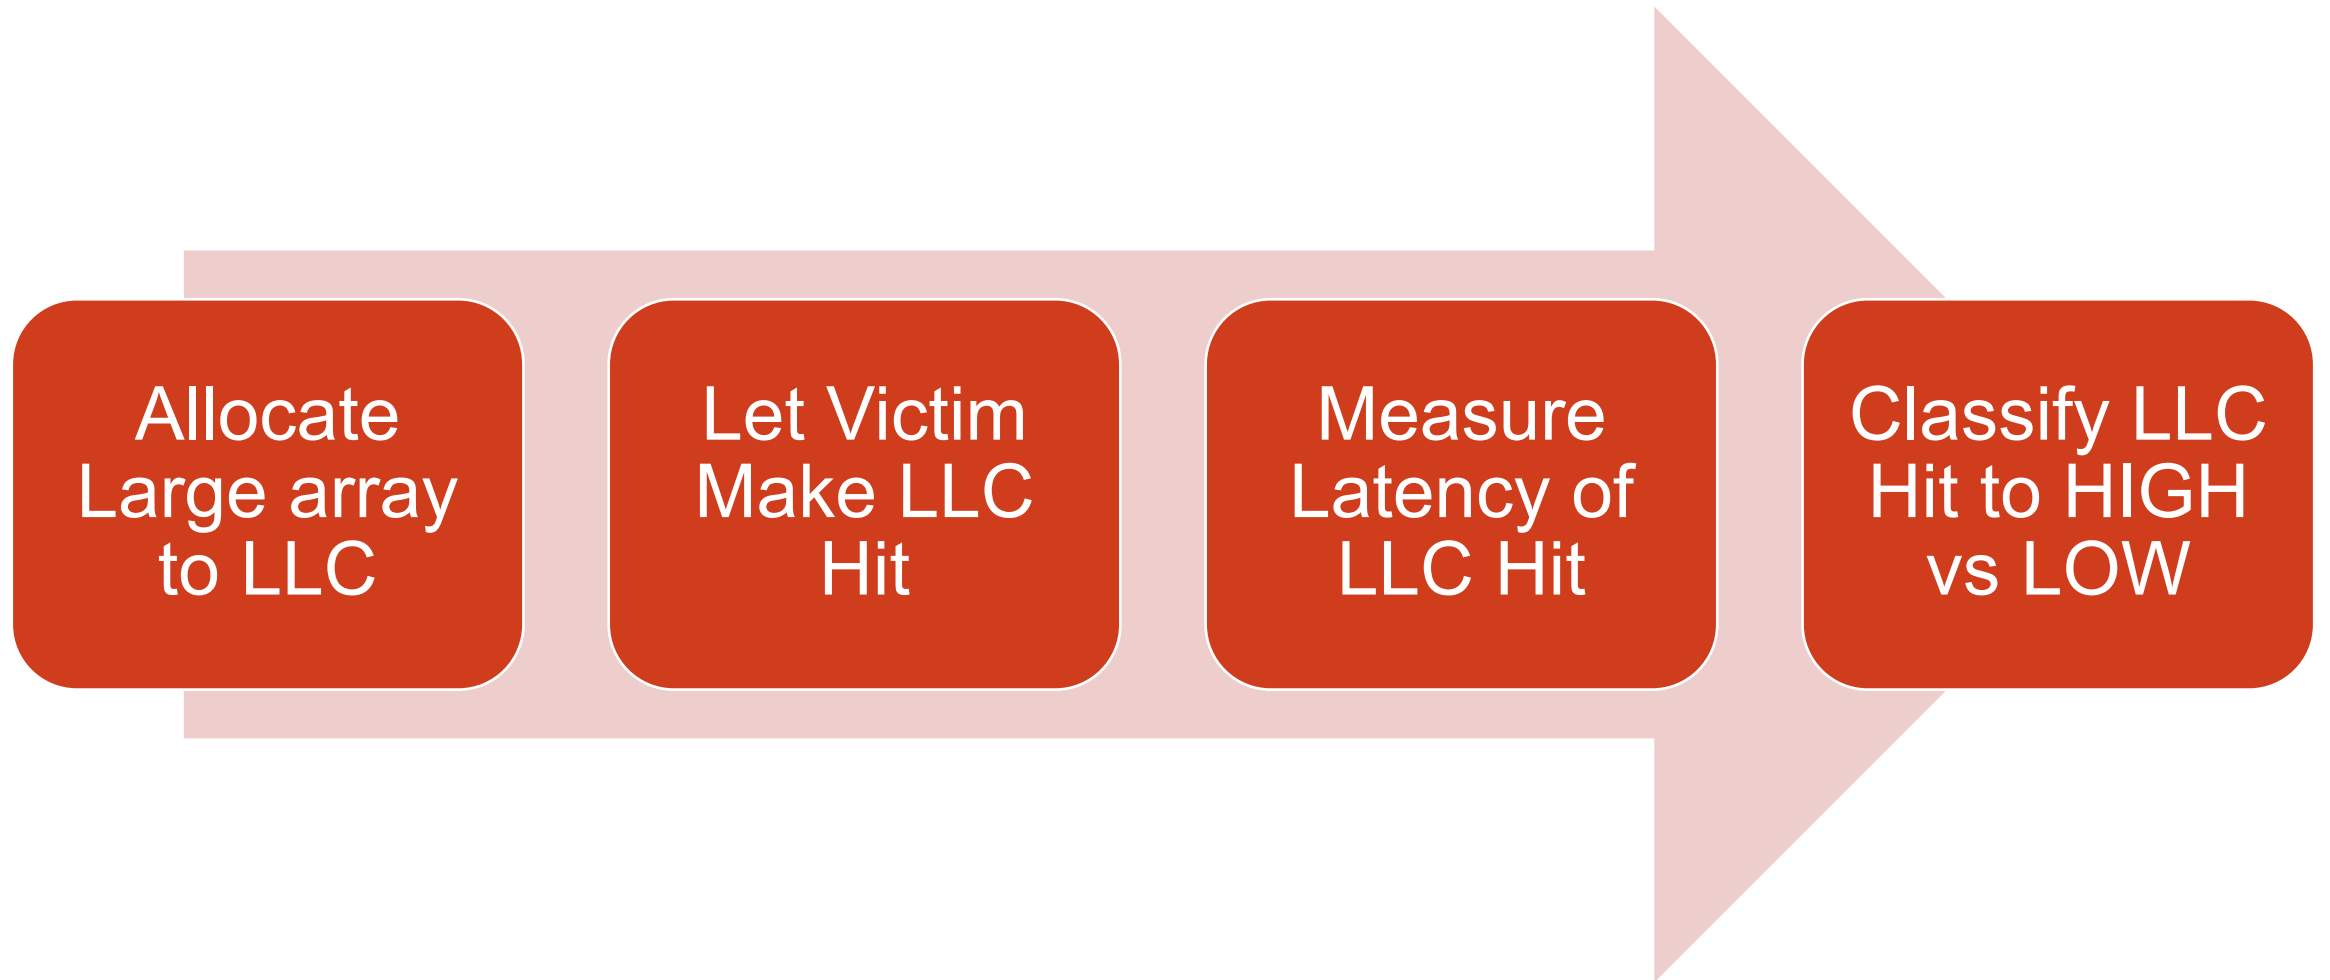 Allocate
Large array
to LLC
Let Victim
Make LLC
Hit
Measure
Latency of
LLC Hit
Classify LLC
Hit to HIGH
vs LOW